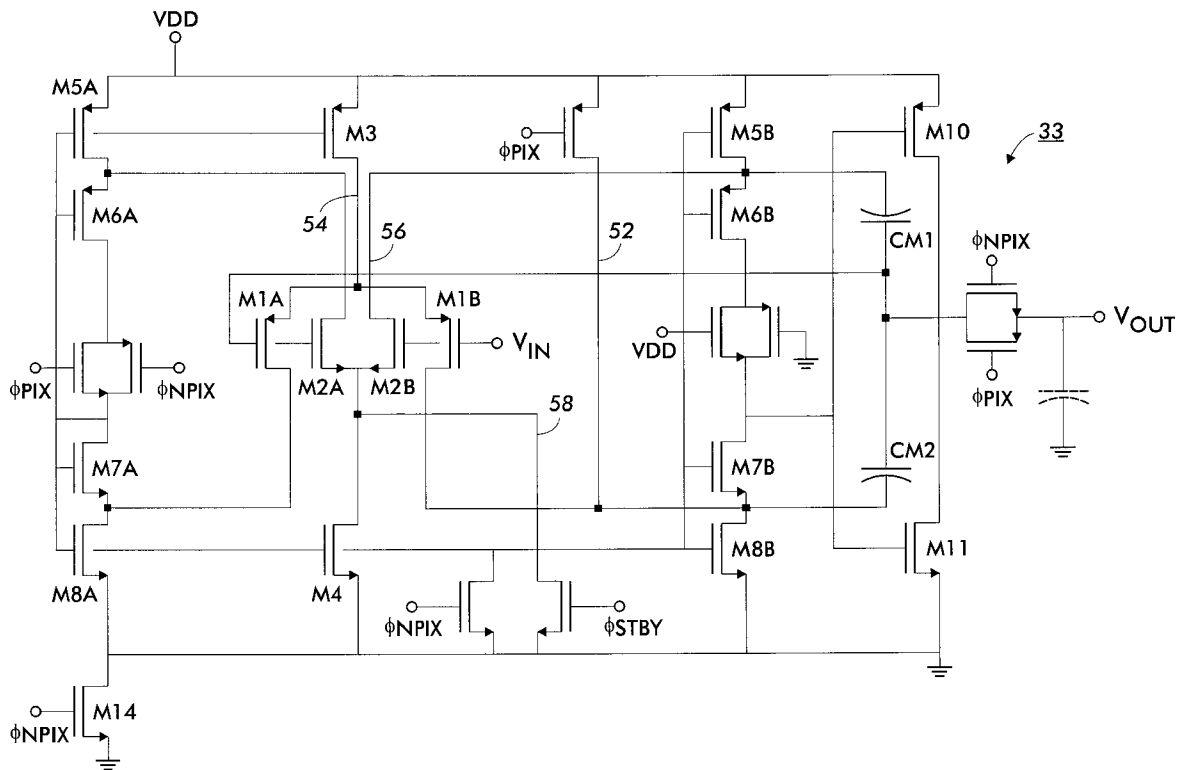 VDD
M5A
M3
ϕPIX
M5B
M10
33
M6A
54
56
52
M6B
CM1
ϕNPIX
M1A
M1B
VIN
VOUT
ϕPIX
ϕNPIX
M2A
M2B
VDD
ϕPIX
58
CM2
M7A
M7B
M8A
M4
ϕNPIX
ϕSTBY
M8B
M11
ϕNPIX
M14